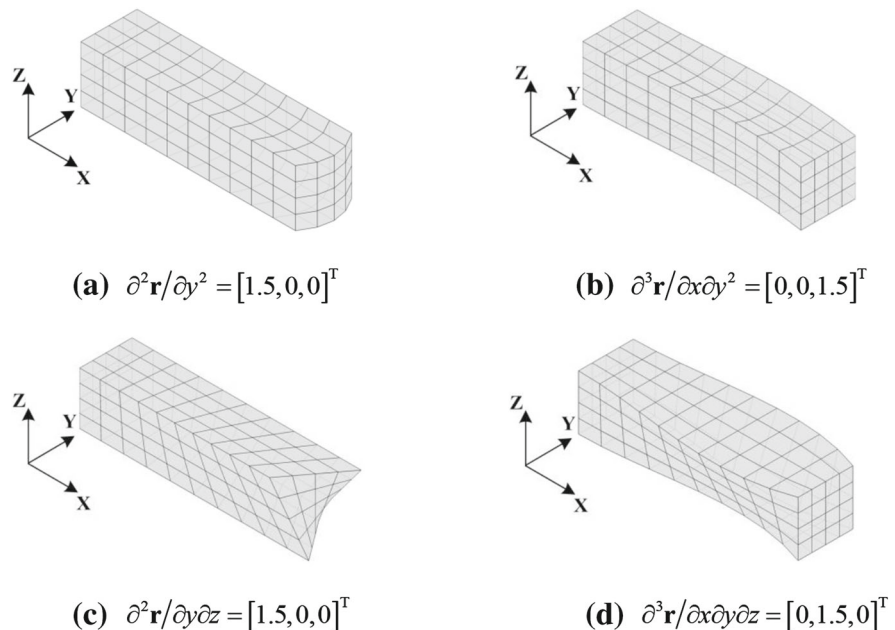 Z Y X
Z Y X
(a) ∂²r/∂y² = [1.5,0,0]ᵀ
(b) ∂³r/∂x∂y² = [0,0,1.5]ᵀ
Z Y X
Z Y X
(c) ∂²r/∂y∂z = [1.5,0,0]ᵀ
(d) ∂³r/∂x∂y∂z = [0,1.5,0]ᵀ